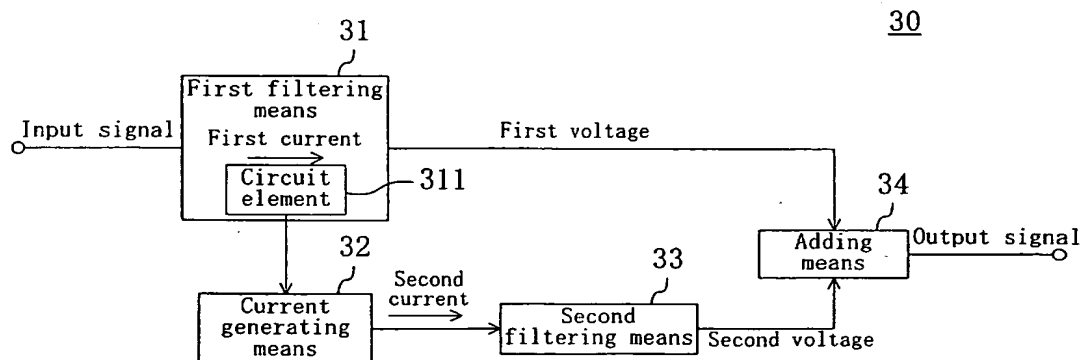 30
31
First filtering
means
Input signal
First current
First voltage
Circuit
element
311
34
Adding
means
Output signal
32
33
Second
current
Current
generating
means
Second
filtering means
Second voltage